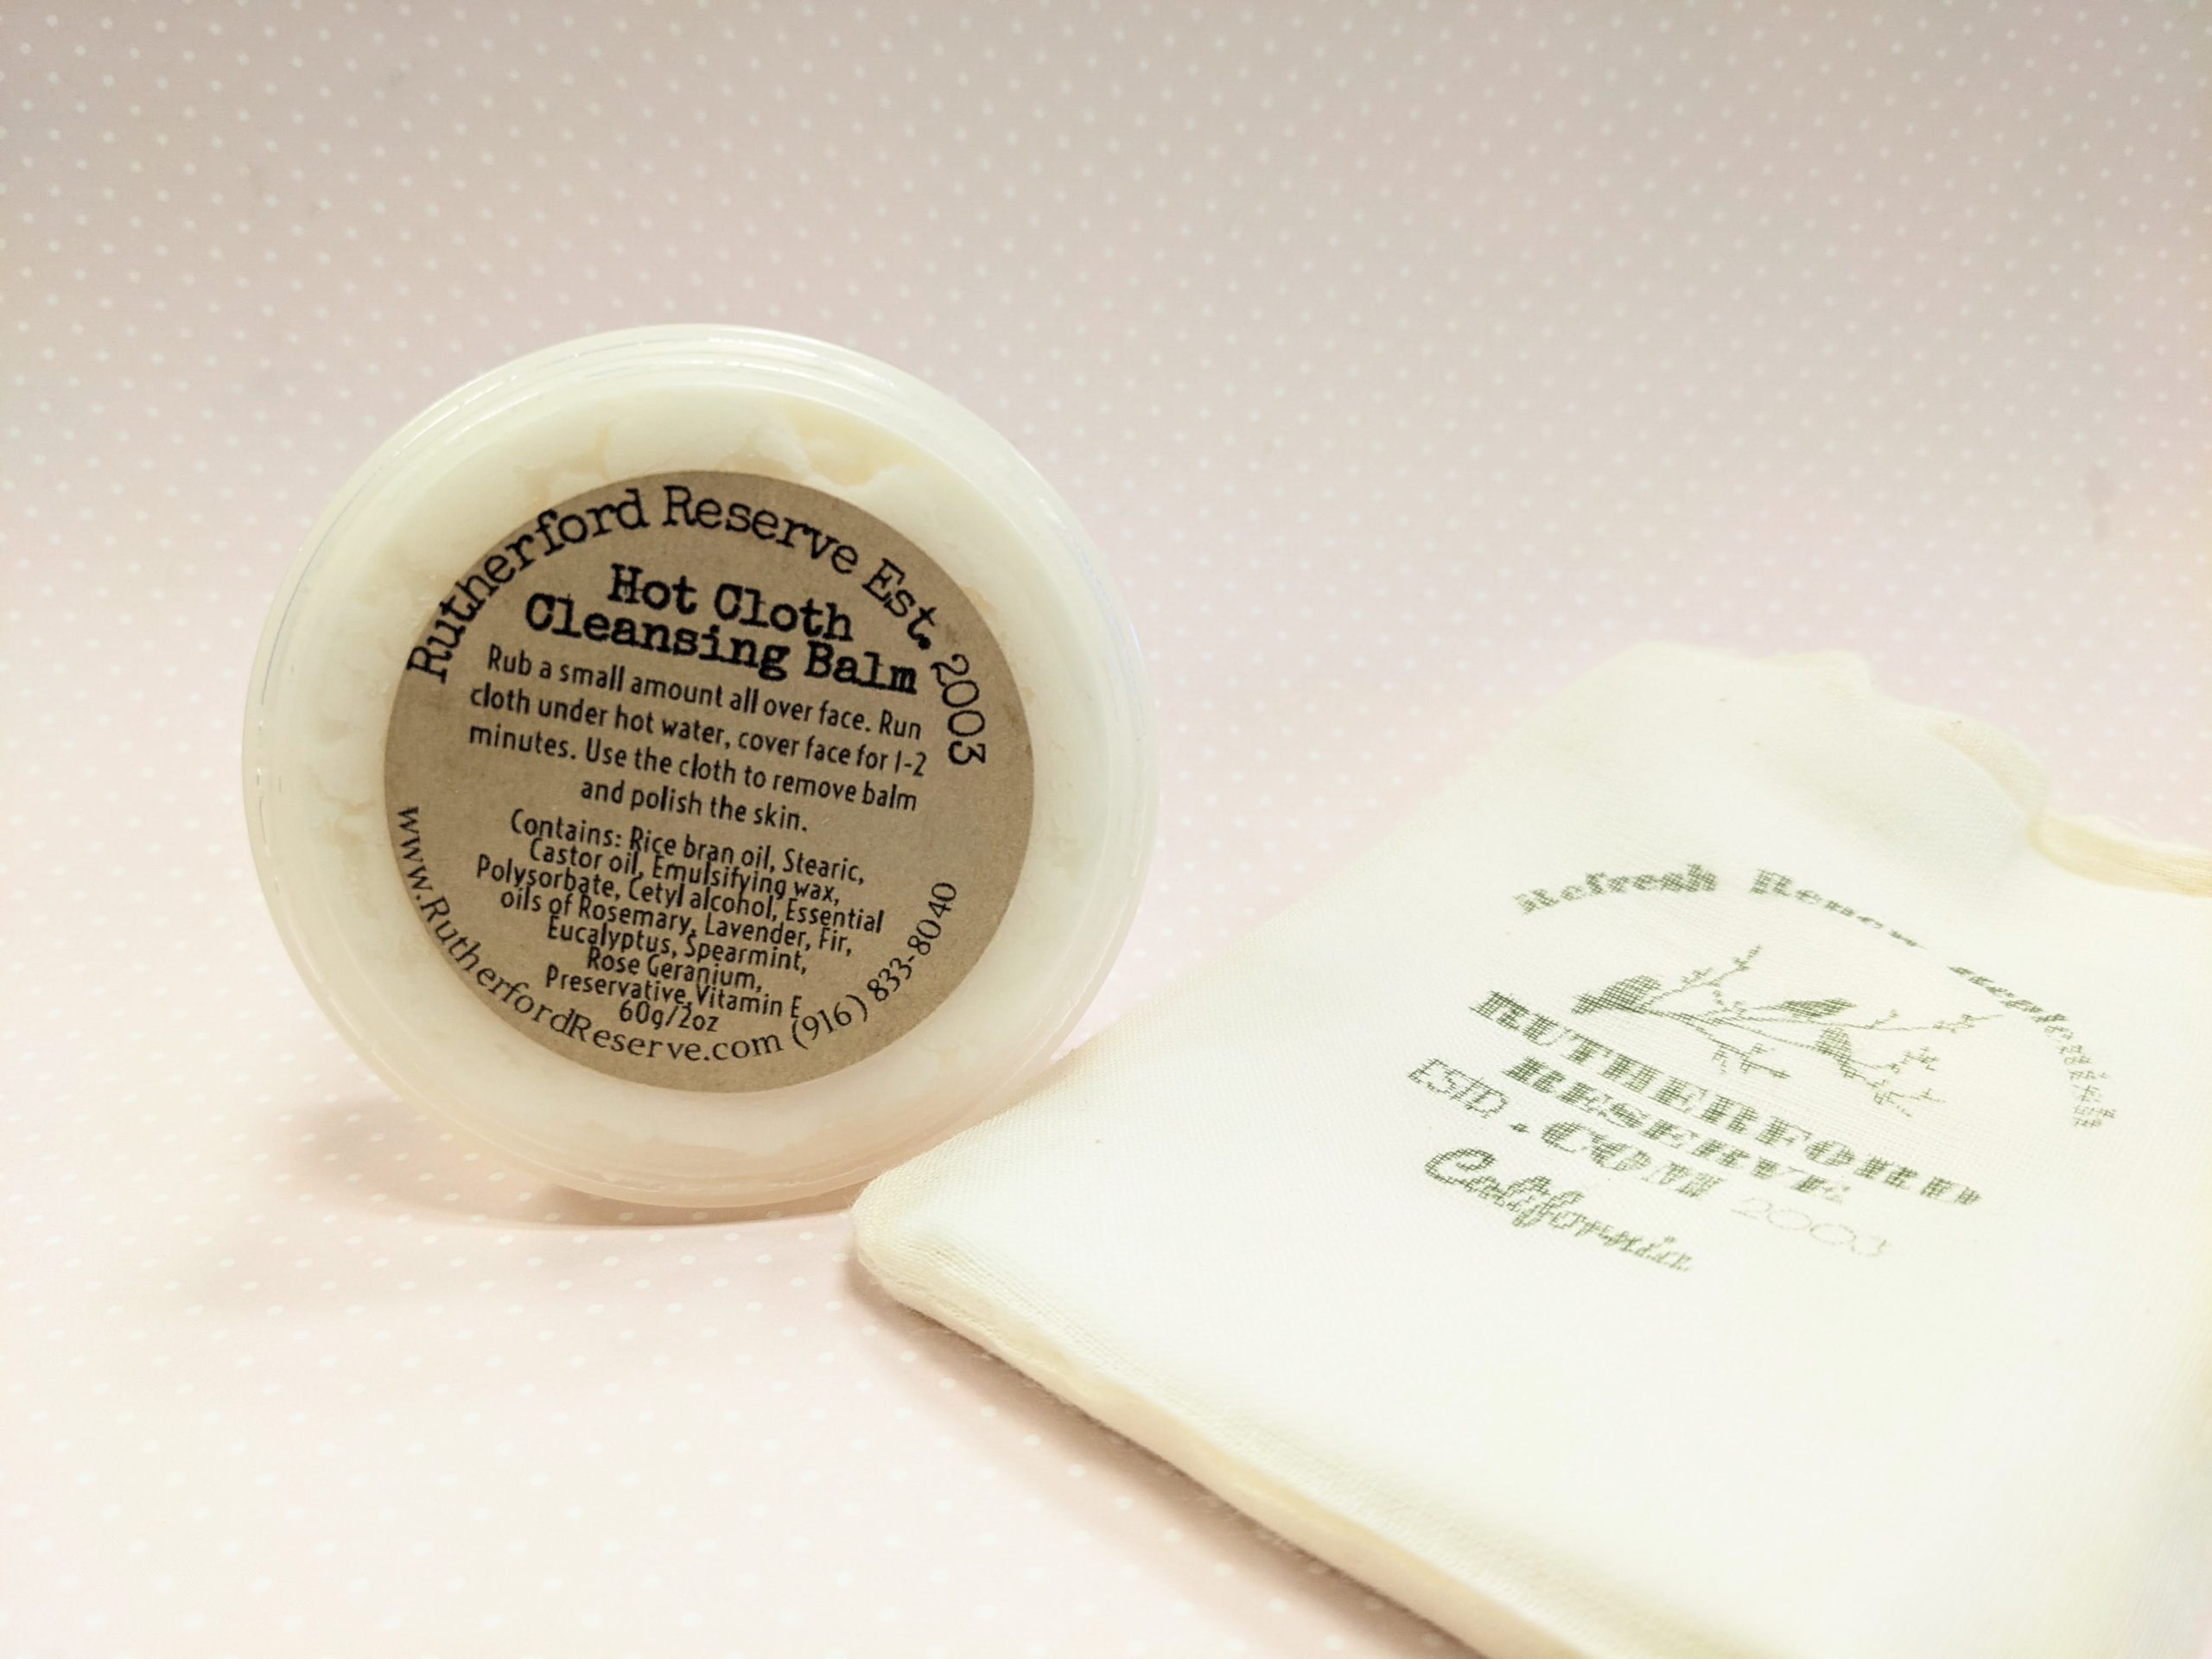 Rutherford Reserve Est. 2003
Hot Cloth
Cleansing Balm
Rub a small amount all over face. Run
cloth under hot water, cover face for 1-2
minutes. Use the cloth to remove balm
and polish the skin.
Contains: Rice bran oil, Stearic,
Castor oil, Emulsifying wax,
Polysorbate, Cetyl alcohol, Essential
oils of Rosemary, Lavender, Fir,
Eucalyptus, Spearmint,
Rose Geranium,
Preservative, Vitamin E
60g/2oz
www.RutherfordReserve.com (916) 833-8040
Refresh Renew
RUTHERFORD
RESERVE
ESTD .COM 2003
California